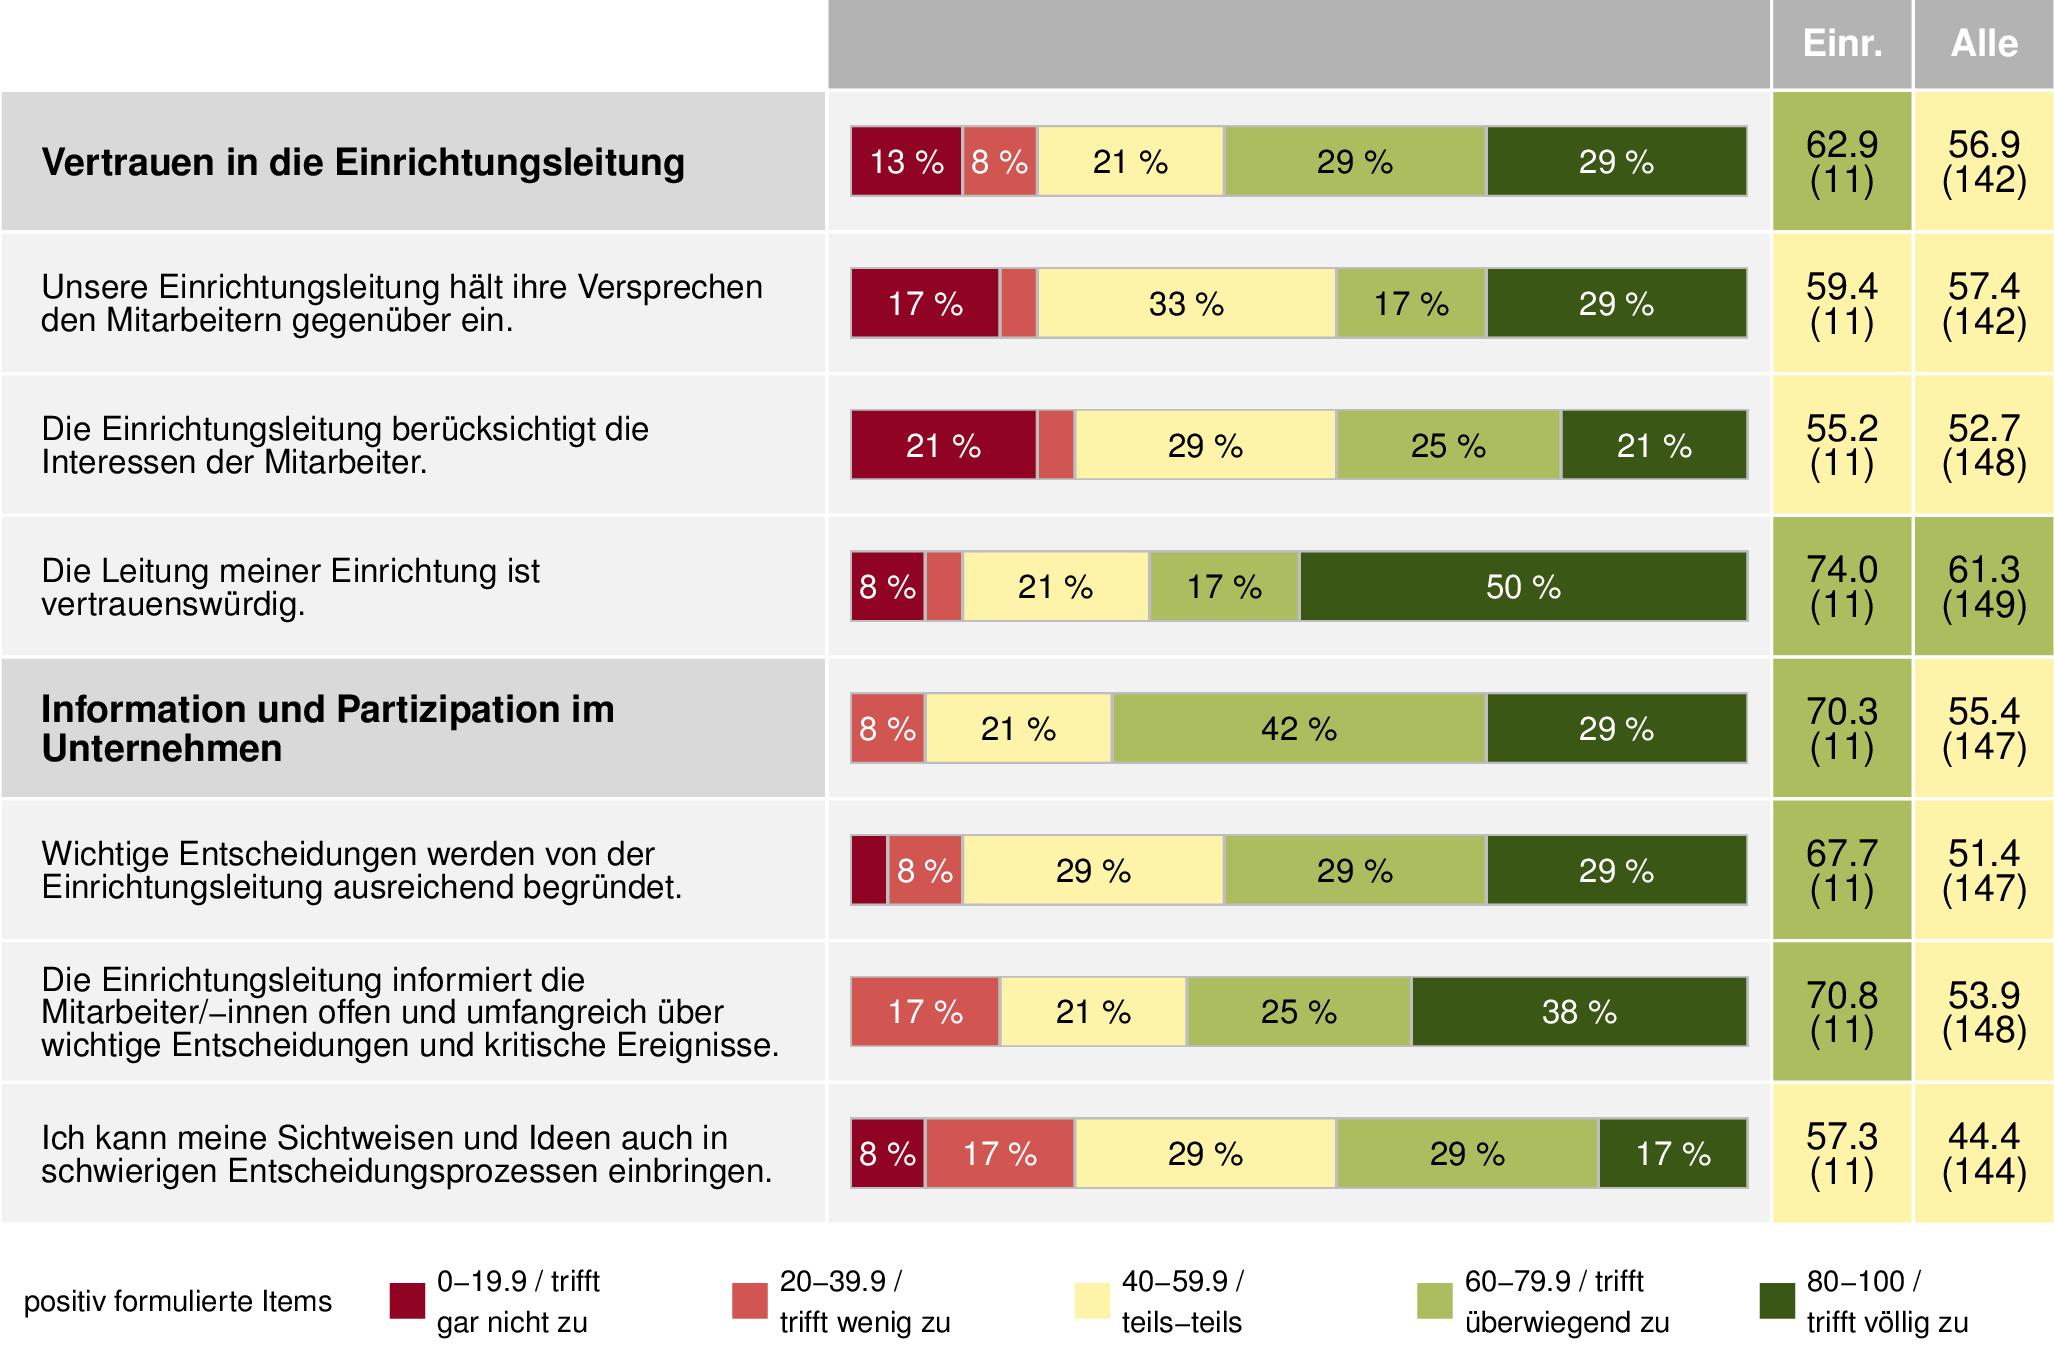 Einr. Alle
Vertrauen in die Einrichtungsleitung
13 % 8 % 21 % 29 % 29 %
62.9 56.9
(11) (142)
Unsere Einrichtungsleitung hält ihre Versprechen
den Mitarbeitern gegenüber ein.
17 % 33 % 17 % 29 %
59.4 57.4
(11) (142)
Die Einrichtungsleitung berücksichtigt die
Interessen der Mitarbeiter.
21 % 29 % 25 % 21 %
55.2 52.7
(11) (148)
Die Leitung meiner Einrichtung ist
vertrauenswürdig.
8 % 21 % 17 % 50 %
74.0 61.3
(11) (149)
Information und Partizipation im
Unternehmen
8 % 21 % 42 % 29 %
70.3 55.4
(11) (147)
Wichtige Entscheidungen werden von der
Einrichtungsleitung ausreichend begründet.
8 % 29 % 29 % 29 %
67.7 51.4
(11) (147)
Die Einrichtungsleitung informiert die
Mitarbeiter/−innen offen und umfangreich über
wichtige Entscheidungen und kritische Ereignisse.
17 % 21 % 25 % 38 %
70.8 53.9
(11) (148)
Ich kann meine Sichtweisen und Ideen auch in
schwierigen Entscheidungsprozessen einbringen.
8 % 17 % 29 % 29 % 17 %
57.3 44.4
(11) (144)
positiv formulierte Items
0−19.9 / trifft
gar nicht zu
20−39.9 /
trifft wenig zu
40−59.9 /
teils−teils
60−79.9 / trifft
überwiegend zu
80−100 /
trifft völlig zu